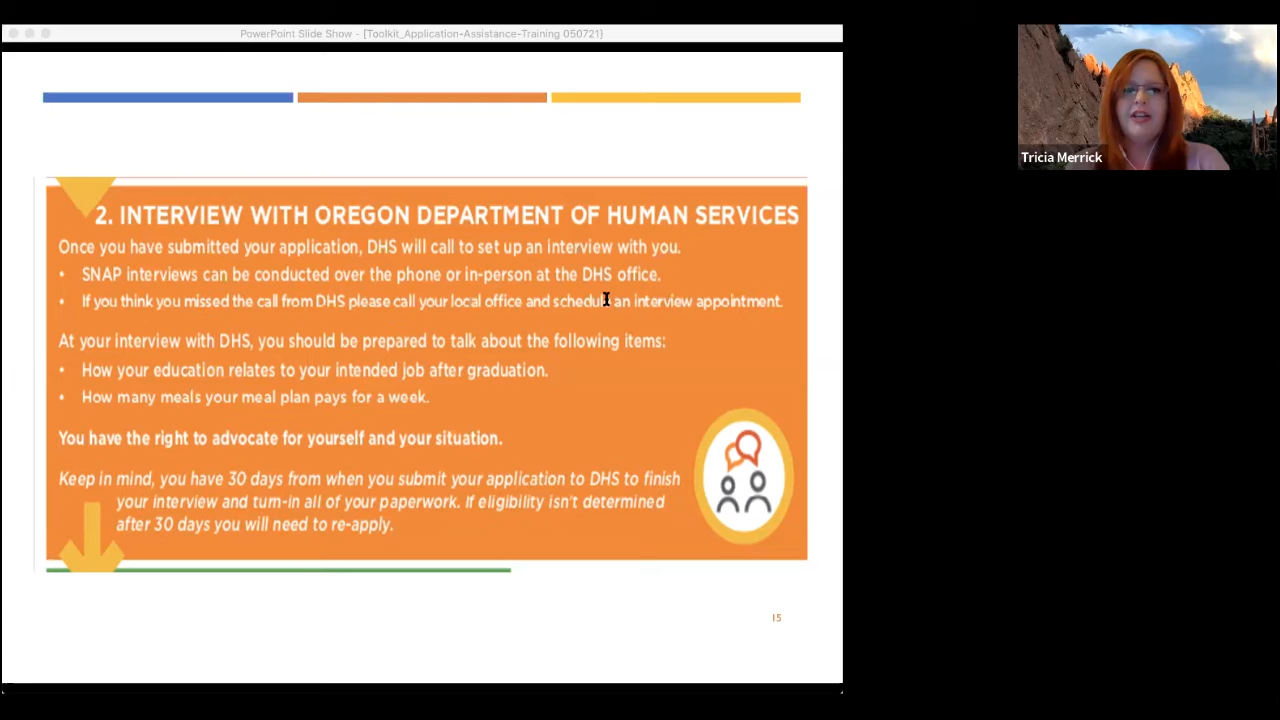 PowerPoint Slide Show - [Toolkit_Application-Assistance-Training 050721]
Tricia Merrick
2. INTERVIEW WITH OREGON DEPARTMENT OF HUMAN SERVICES
Once you have submitted your application, DHS will call to set up an interview with you.
• SNAP interviews can be conducted over the phone or in-person at the DHS office.
• If you think you missed the call from DHS please call your local office and schedule an interview appointment.
At your interview with DHS, you should be prepared to talk about the following items:
• How your education relates to your intended job after graduation.
• How many meals your meal plan pays for a week.
You have the right to advocate for yourself and your situation.
Keep in mind, you have 30 days from when you submit your application to DHS to finish
your interview and turn-in all of your paperwork. If eligibility isn't determined
after 30 days you will need to re-apply.
15